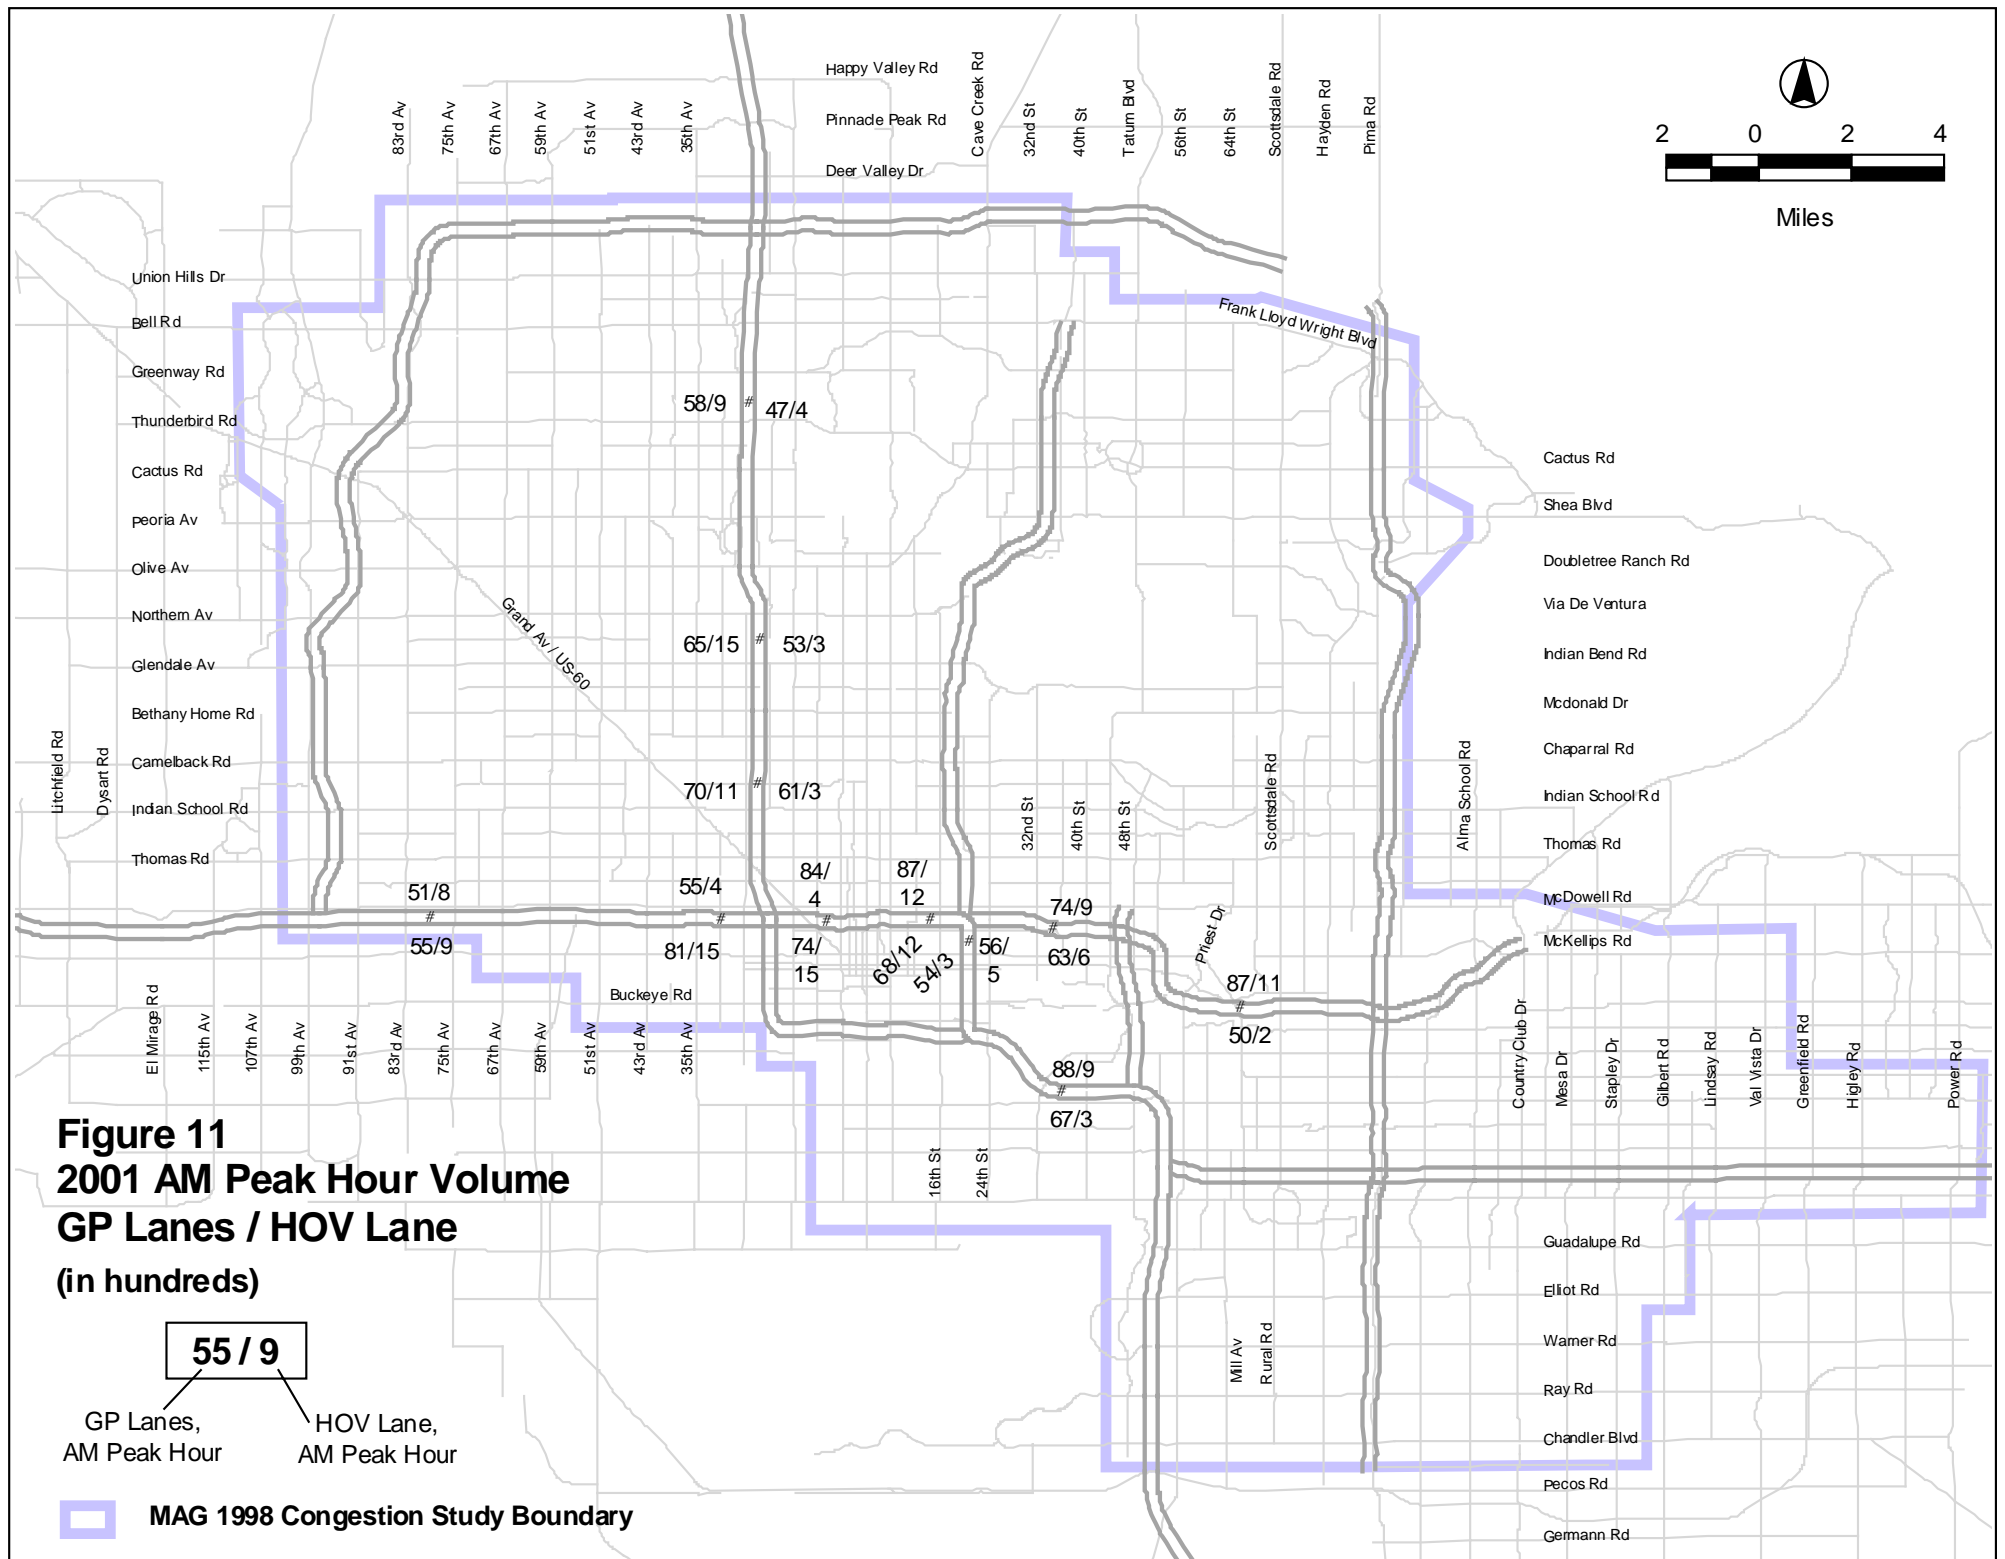 Happy Valley Rd
Pinnacle Peak Rd
Deer Valley Dr
83rd Av
75th Av
67th Av
59th Av
51st Av
43rd Av
35th Av
Cave Creek Rd
32nd St
40th St
Tatum Blvd
56th St
64th St
Scottsdale Rd
Hayden Rd
Pima Rd
2 0 2 4
Miles
Union Hills Dr
Bell Rd
Greenway Rd
Thunderbird Rd
Cactus Rd
Peoria Av
Olive Av
Northern Av
Glendale Av
Bethany Home Rd
Camelback Rd
Indian School Rd
Thomas Rd
Litchfield Rd
Dysart Rd
Grand Av / US-60
Frank Lloyd Wright Blvd
58/9 # 47/4
65/15 # 53/3
70/11 # 61/3
Cactus Rd
Shea Blvd
Doubletree Ranch Rd
Via De Ventura
Indian Bend Rd
Mcdonald Dr
Chaparral Rd
Indian School Rd
Thomas Rd
McDowell Rd
McKellips Rd
32nd St
40th St
48th St
Scottsdale Rd
Alma School Rd
Priest Dr
51/8
#
55/9
55/4
#
81/15
84/
4
#
74/
15
87/
12
#
68/12
54/3
#
56/
5
74/9
#
63/6
87/11
#
50/2
88/9
#
67/3
Buckeye Rd
El Mirage Rd
115th Av
107th Av
99th Av
91st Av
83rd Av
75th Av
67th Av
59th Av
51st Av
43rd Av
35th Av
16th St
24th St
Country Club Dr
Mesa Dr
Stapley Dr
Gilbert Rd
Lindsay Rd
Val Vista Dr
Greenfield Rd
Higley Rd
Power Rd
Mill Av
Rural Rd
Guadalupe Rd
Elliot Rd
Warner Rd
Ray Rd
Chandler Blvd
Pecos Rd
Germann Rd
Figure 11
2001 AM Peak Hour Volume
GP Lanes / HOV Lane
(in hundreds)
55 / 9
GP Lanes,
AM Peak Hour
HOV Lane,
AM Peak Hour
MAG 1998 Congestion Study Boundary